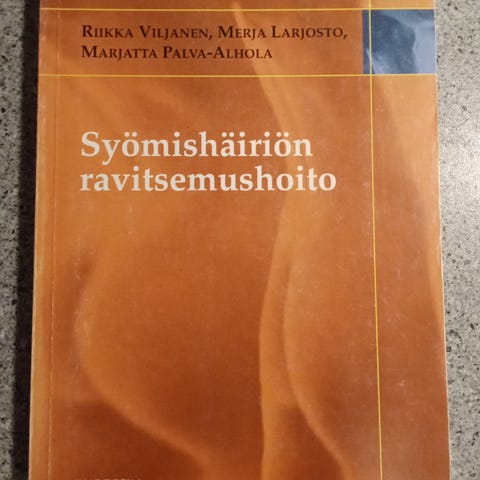 Riikka Viljanen, Merja Larjosto,
Marjatta Palva-Alhola
Syömishäiriön
ravitsemushoito